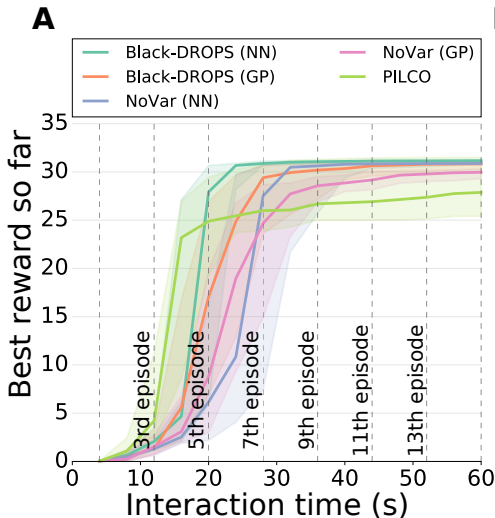 A
Black-DROPS (NN)
Black-DROPS (GP)
NoVar (NN)
NoVar (GP)
PILCO
Best reward so far
35
30
25
20
15
10
5
0
3rd episode
5th episode
7th episode
9th episode
11th episode
13th episode
0 10 20 30 40 50 60
Interaction time (s)